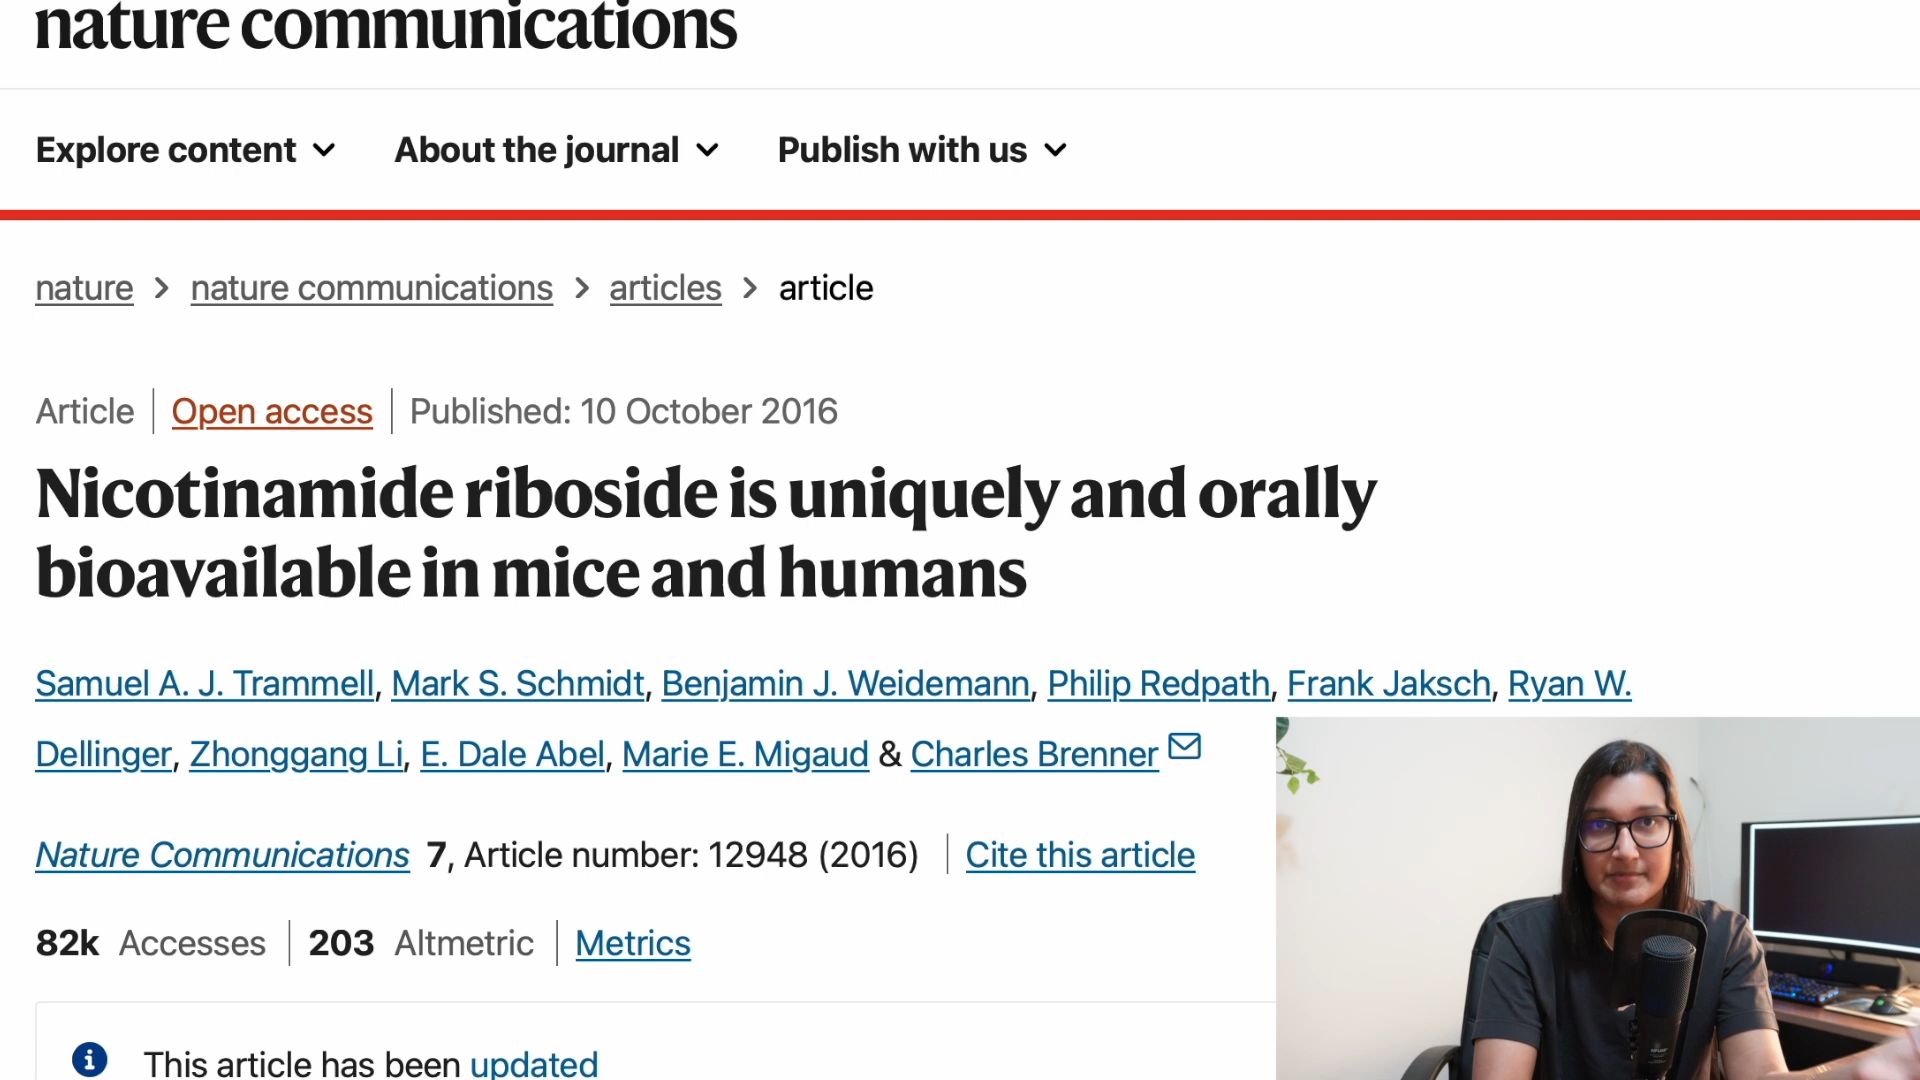 nature communications
Explore content
About the journal
Publish with us
nature > nature communications > articles > article
Article | Open access | Published: 10 October 2016
Nicotinamide riboside is uniquely and orally
bioavailable in mice and humans
Samuel A. J. Trammell, Mark S. Schmidt, Benjamin J. Weidemann, Philip Redpath, Frank Jaksch, Ryan W.
Dellinger, Zhonggang Li, E. Dale Abel, Marie E. Migaud & Charles Brenner
Nature Communications 7, Article number: 12948 (2016) | Cite this article
82k Accesses | 203 Altmetric | Metrics
This article has been updated